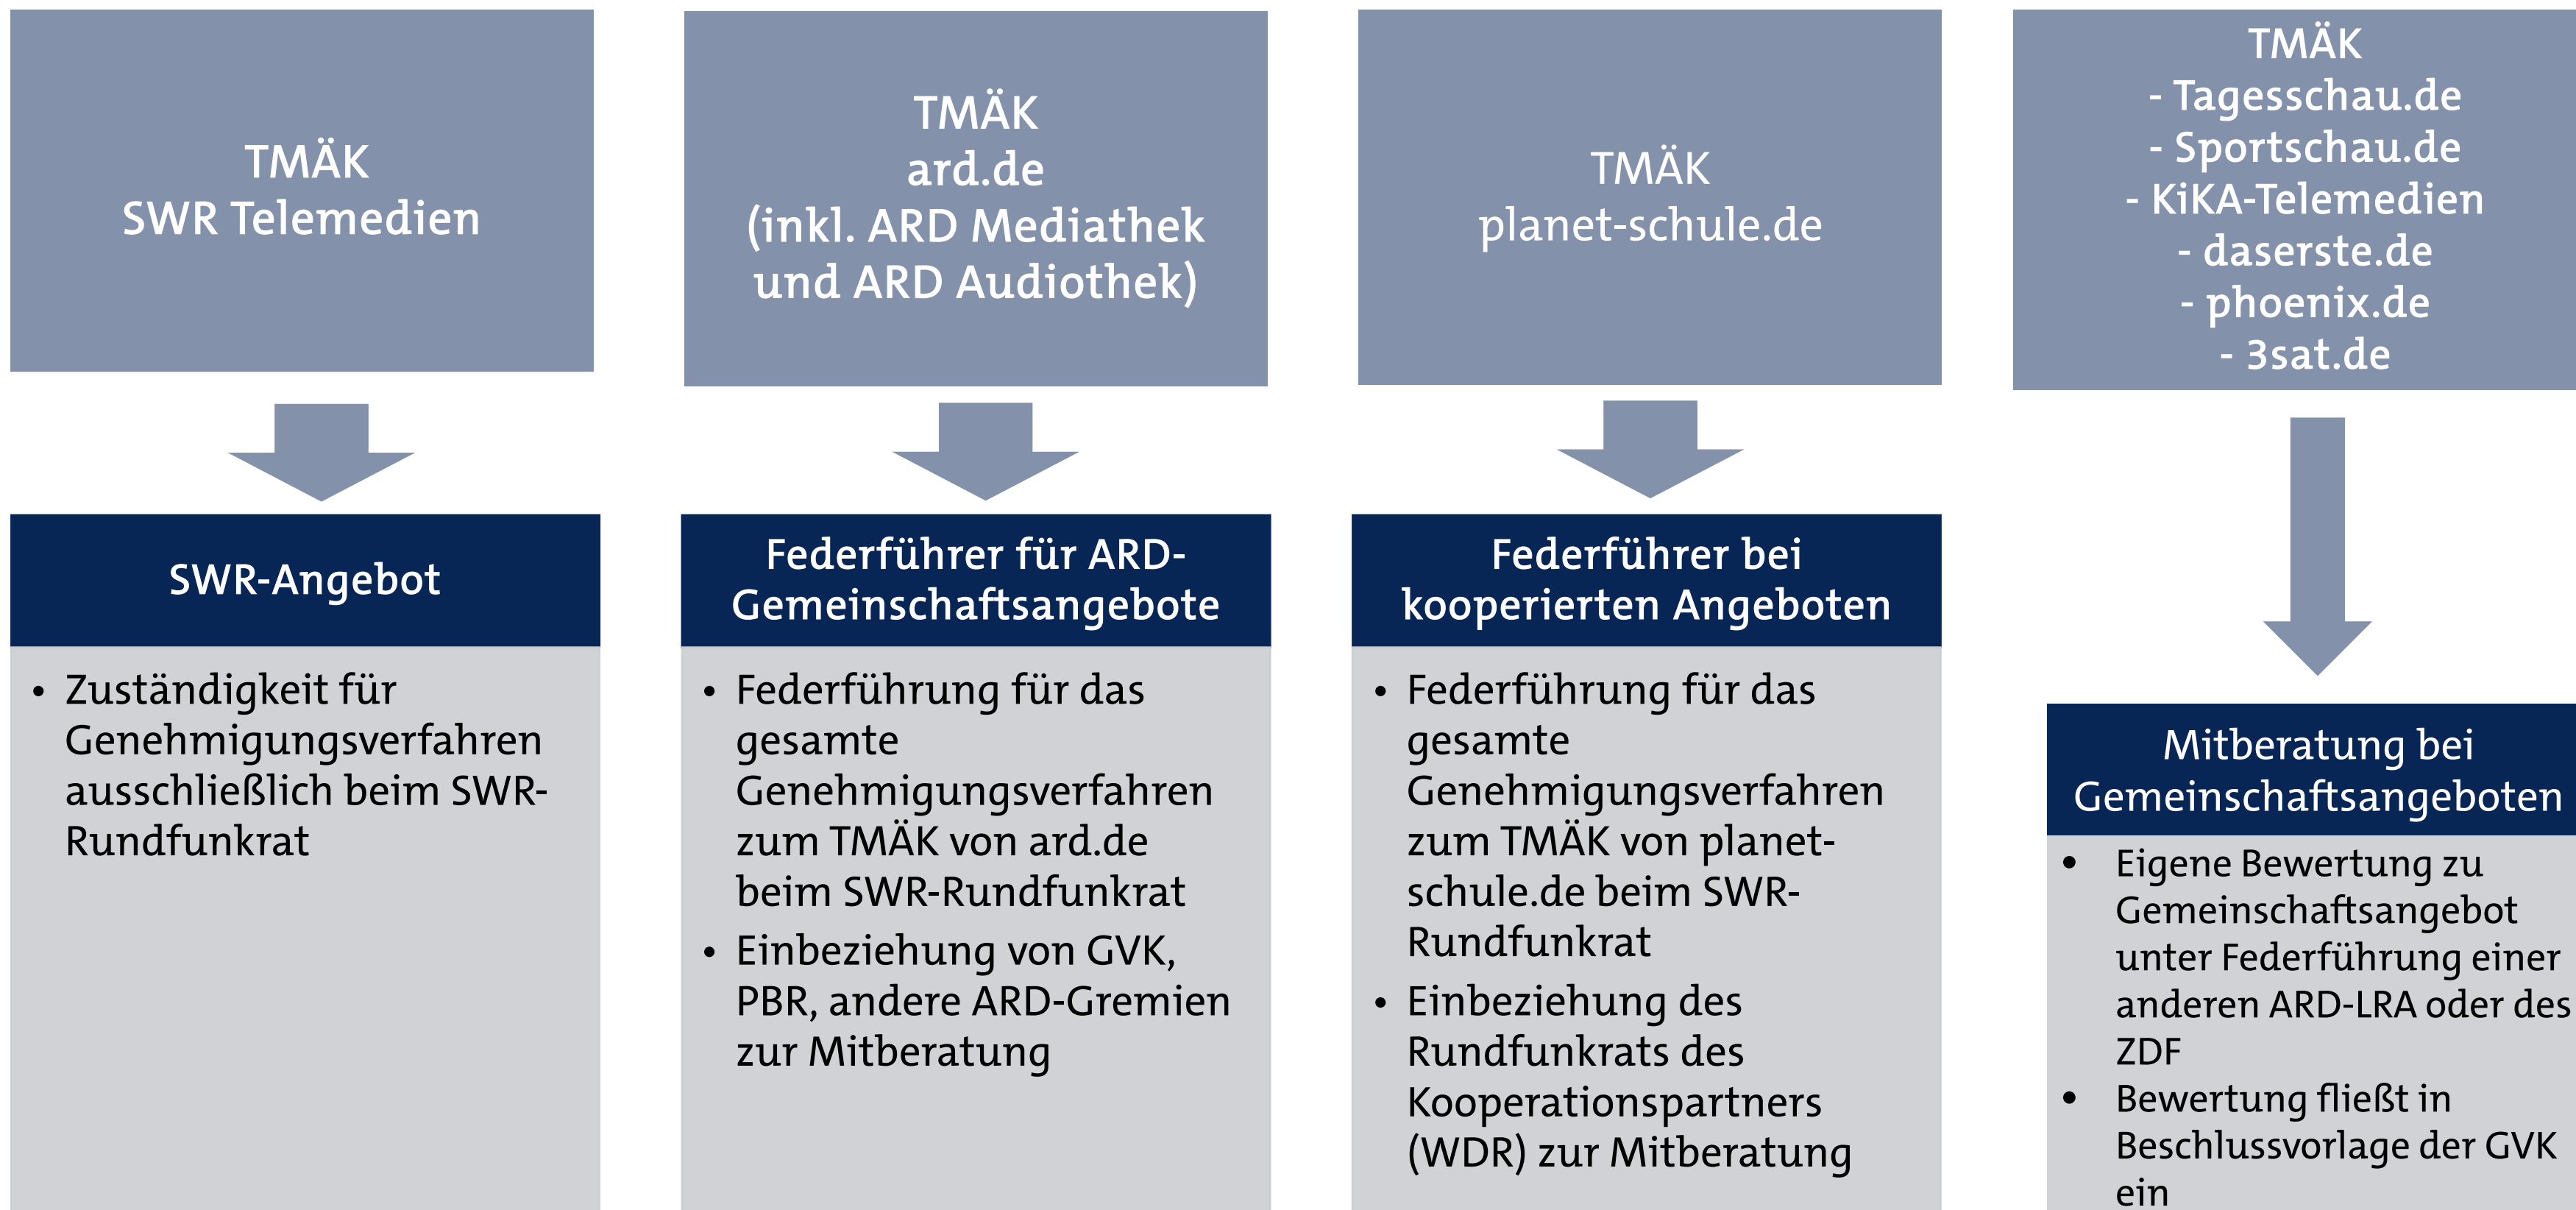 TMÄK
SWR Telemedien
SWR-Angebot
• Zuständigkeit für
Genehmigungsverfahren
ausschließlich beim SWR-
Rundfunkrat
TMÄK
ard.de
(inkl. ARD Mediathek
und ARD Audiothek)
Federführer für ARD-
Gemeinschaftsangebote
• Federführung für das
gesamte
Genehmigungsverfahren
zum TMÄK von ard.de
beim SWR-Rundfunkrat
• Einbeziehung von GVK,
PBR, andere ARD-Gremien
zur Mitberatung
TMÄK
planet-schule.de
Federführer bei
kooperierten Angeboten
• Federführung für das
gesamte
Genehmigungsverfahren
zum TMÄK von planet-
schule.de beim SWR-
Rundfunkrat
• Einbeziehung des
Rundfunkrats des
Kooperationspartners
(WDR) zur Mitberatung
TMÄK
- Tagesschau.de
- Sportschau.de
- KiKA-Telemedien
- daserste.de
- phoenix.de
- 3sat.de
Mitberatung bei
Gemeinschaftsangeboten
• Eigene Bewertung zu
Gemeinschaftsangebot
unter Federführung einer
anderen ARD-LRA oder des
ZDF
• Bewertung fließt in
Beschlussvorlage der GVK
ein